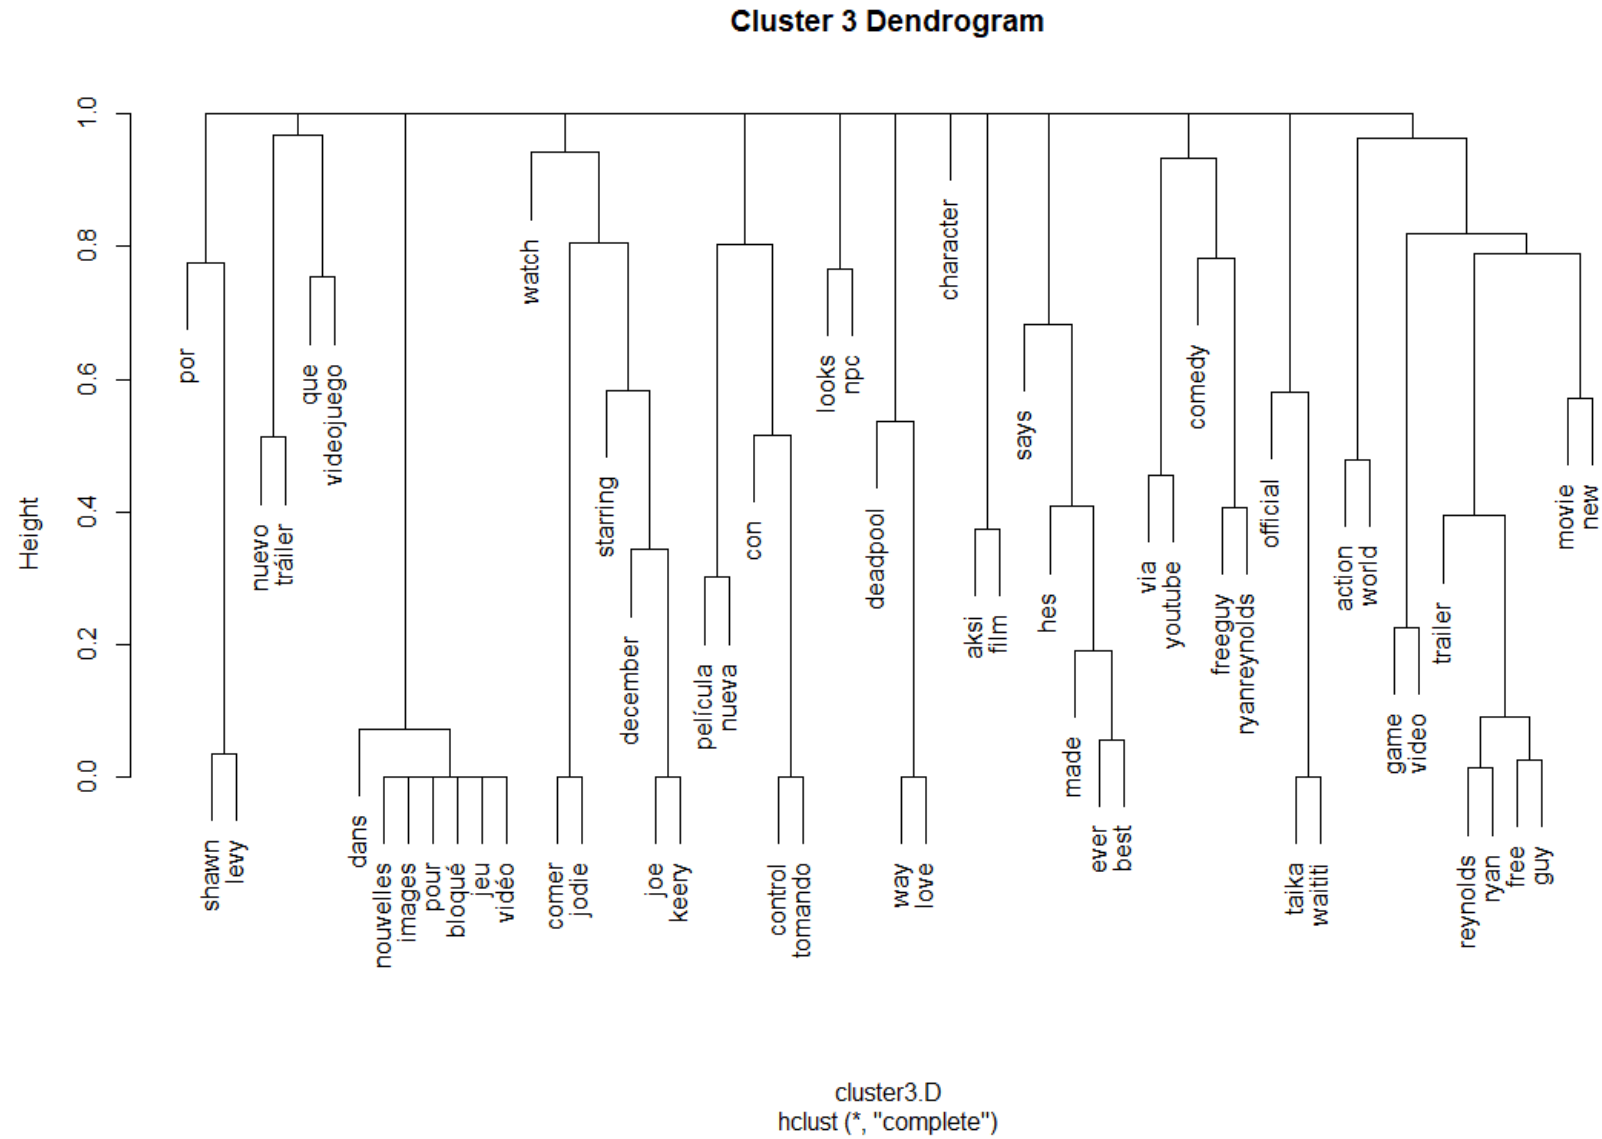 Cluster 3 Dendrogram
Height
1.0
0.8
0.6
0.4
0.2
0.0
por
shawn
levy
nuevo
tráiler
que
videojuego
dans
nouvelles
images
pour
bloqué
jeu
vidéo
watch
comer
jodie
starring
december
joe
keery
película
nueva
con
control
tomando
looks
npc
deadpool
way
love
character
aksi
film
says
hes
made
ever
best
via
youtube
comedy
freeguy
ryanreynolds
official
taika
waititi
action
world
game
video
trailer
reynolds
ryan
free
guy
movie
new
cluster3.D
hclust (*, "complete")